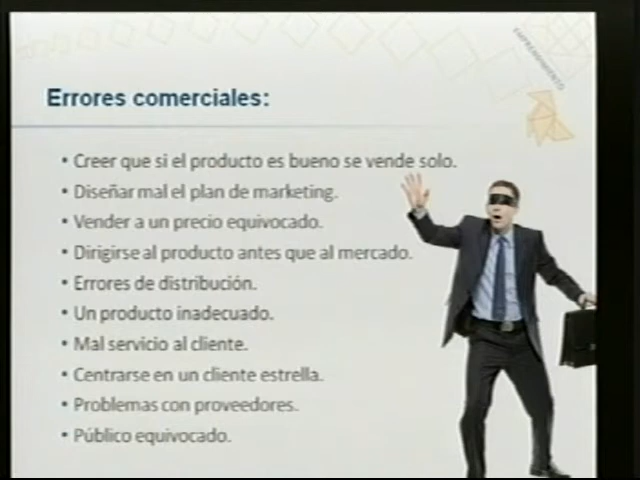 EMPRENDIMIENTO
Errores comerciales:
• Creer que si el producto es bueno se vende solo.
• Diseñar mal el plan de marketing.
• Vender a un precio equivocado.
• Dirigirse al producto antes que al mercado.
• Errores de distribución.
• Un producto inadecuado.
• Mal servicio al cliente.
• Centrarse en un cliente estrella.
• Problemas con proveedores.
• Público equivocado.